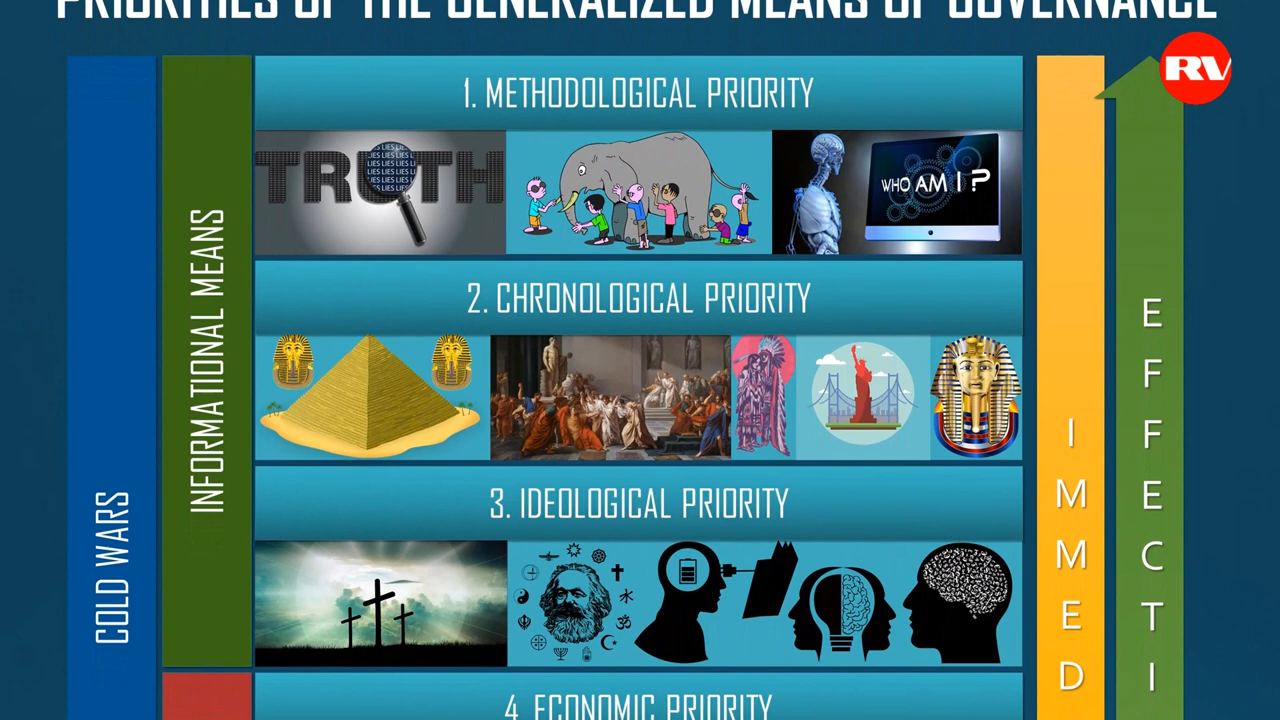 PRIORITIES OF THE GENERALIZED MEANS OF GOVERNANCE
RV
COLD WARS
INFORMATIONAL MEANS
1. METHODOLOGICAL PRIORITY
TRUTH
LIES LIES LIES
WHO AM I ?
2. CHRONOLOGICAL PRIORITY
3. IDEOLOGICAL PRIORITY
4. ECONOMIC PRIORITY
IMMED
EFFECTI